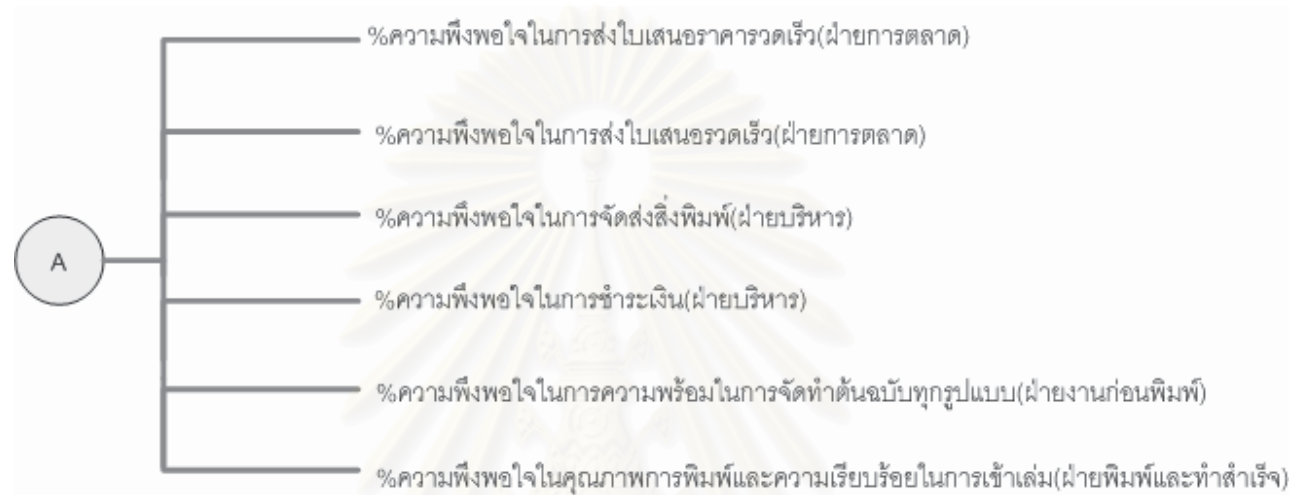 %ความพึงพอใจในการส่งใบเสนอราคารวดเร็ว(ฝ่ายการตลาด)
%ความพึงพอใจในการส่งใบเสนอรวดเร็ว(ฝ่ายการตลาด)
%ความพึงพอใจในการจัดส่งสิ่งพิมพ์(ฝ่ายบริหาร)
A
%ความพึงพอใจในการชำระเงิน(ฝ่ายบริหาร)
%ความพึงพอใจในการความพร้อมในการจัดทำต้นฉบับทุกรูปแบบ(ฝ่ายงานก่อนพิมพ์)
%ความพึงพอใจในคุณภาพการพิมพ์และความเรียบร้อยในการเข้าเล่ม(ฝ่ายพิมพ์และทำสำเร็จ)